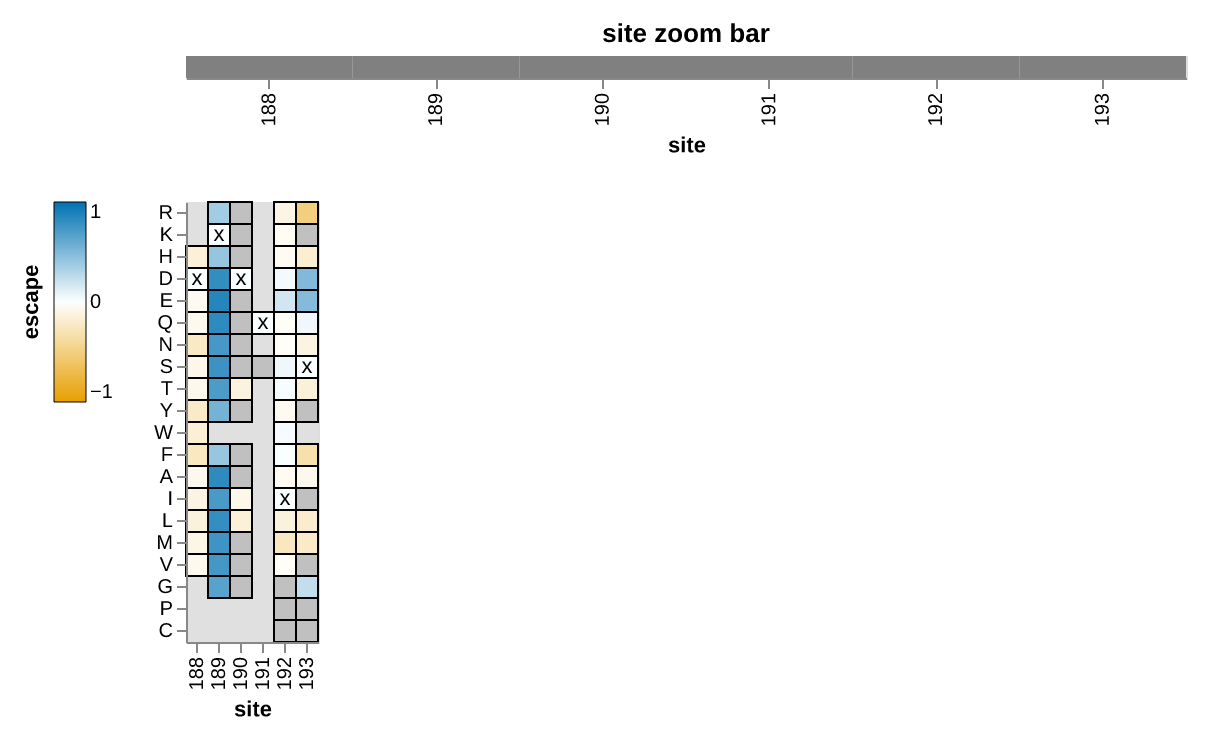 site zoom bar
188 189 190 191 192 193
site
escape
1
0
−1
R
K x
H
D x x
E
Q x
N
S x
T
Y
W
F
A
I x
L
M
V
G
P
C
188 189 190 191 192 193
site